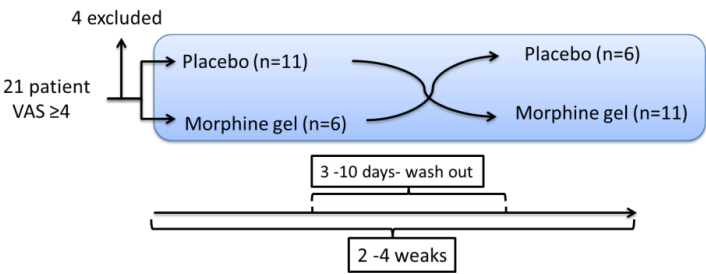 4 excluded
21 patient
VAS ≥4
Placebo (n=11)
Morphine gel (n=6)
Placebo (n=6)
Morphine gel (n=11)
3 -10 days- wash out
2 -4 weaks